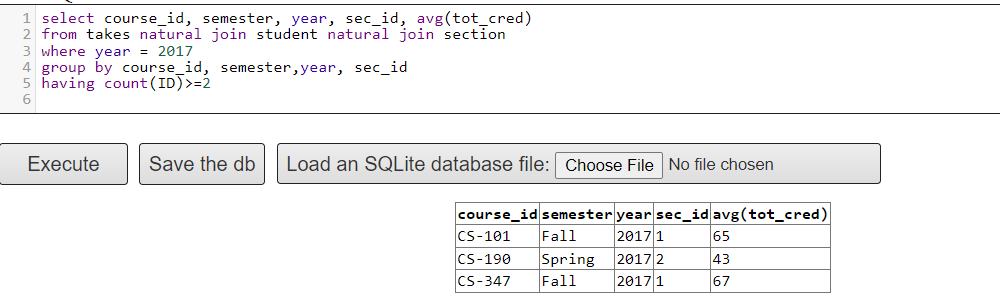 1 select course_id, semester, year, sec_id, avg(tot_cred)
2 from takes natural join student natural join section
3 where year = 2017
4 group by course_id, semester,year, sec_id
5 having count(ID)>=2
6
Execute Save the db Load an SQLite database file: Choose File No file chosen
course_id semester year sec_id avg(tot_cred)
CS-101 Fall 2017 1 65
CS-190 Spring 2017 2 43
CS-347 Fall 2017 1 67